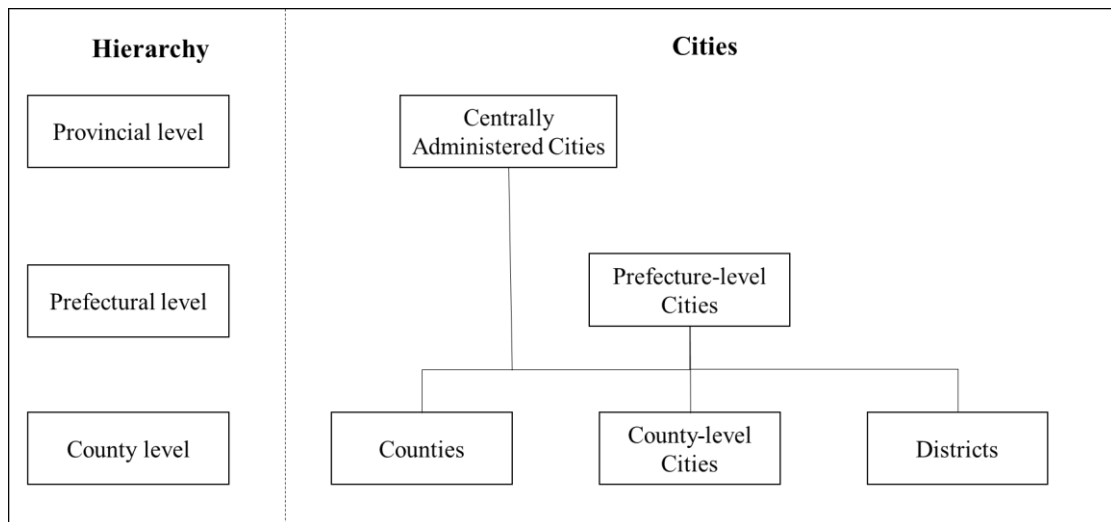 Hierarchy
Cities
Provincial level
Centrally
Administered Cities
Prefectural level
Prefecture-level
Cities
County level
Counties
County-level
Cities
Districts